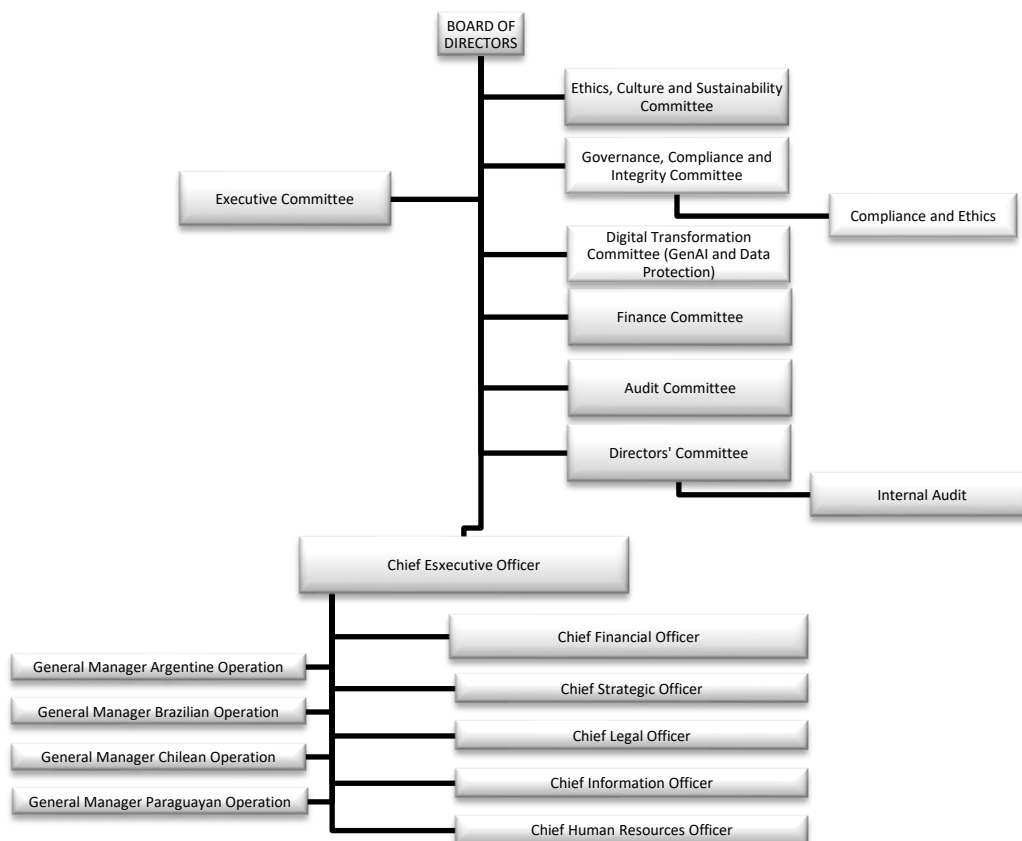 BOARD OF
DIRECTORS
Ethics, Culture and Sustainability
Committee
Governance, Compliance and
Integrity Committee
Executive Committee
Compliance and Ethics
Digital Transformation
Committee (GenAI and Data
Protection)
Finance Committee
Audit Committee
Directors' Committee
Internal Audit
Chief Esxecutive Officer
Chief Financial Officer
General Manager Argentine Operation
Chief Strategic Officer
General Manager Brazilian Operation
Chief Legal Officer
General Manager Chilean Operation
Chief Information Officer
General Manager Paraguayan Operation
Chief Human Resources Officer